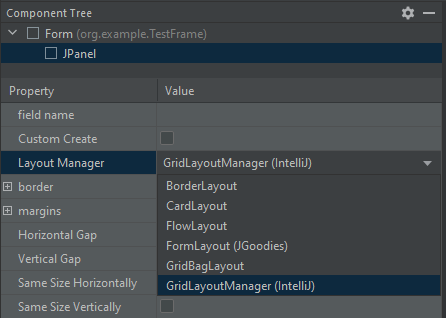 Component Tree
Form (org.example.TestFrame)
JPanel
Property Value
field name
Custom Create
Layout Manager GridLayoutManager (IntelliJ)
border BorderLayout
CardLayout
margins FlowLayout
Horizontal Gap FormLayout (JGoodies)
Vertical Gap GridBagLayout
Same Size Horizontally GridLayoutManager (IntelliJ)
Same Size Vertically